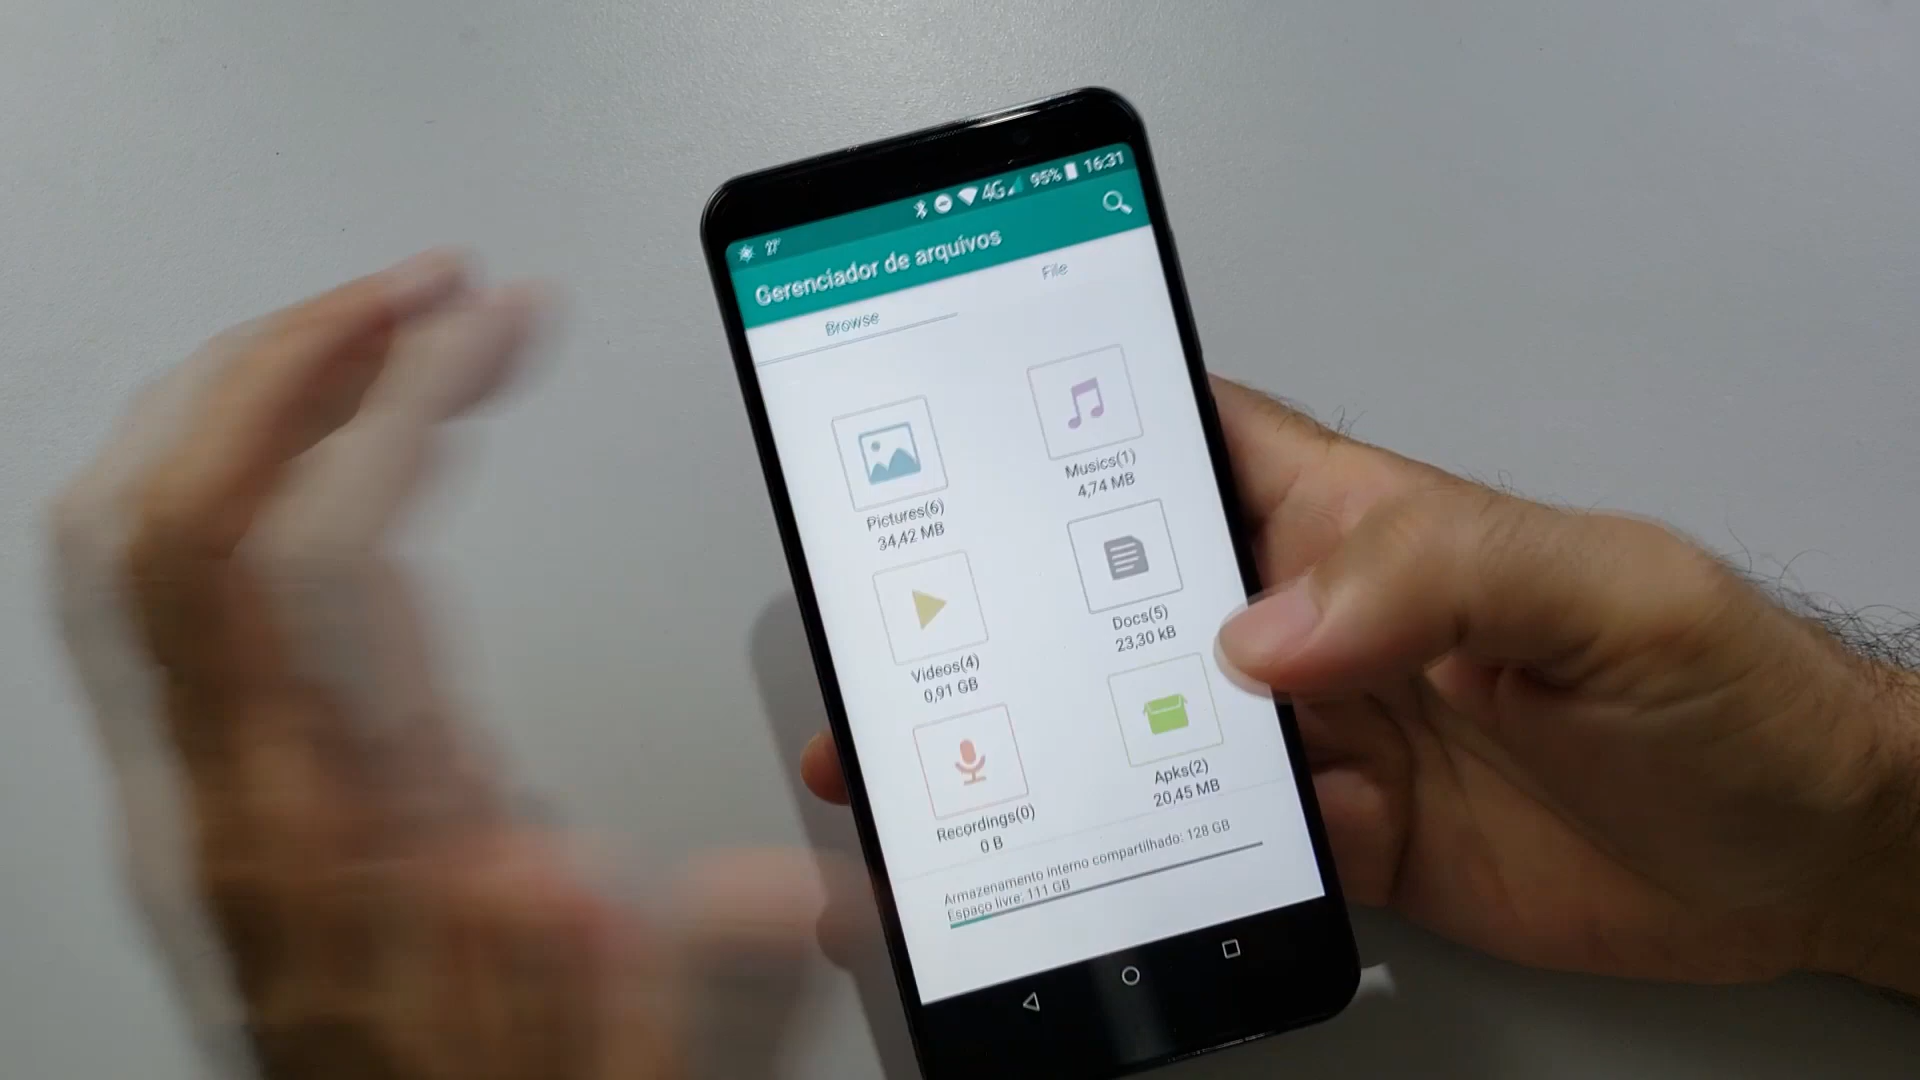 27°
4G 95% 16:31
Gerenciador de arquivos
Browse
File
Pictures(6)
34,42 MB
Musics(1)
4,74 MB
Videos(4)
0,91 GB
Docs(5)
23,30 kB
Recordings(0)
0 B
Apks(2)
20,45 MB
Armazenamento interno compartilhado: 128 GB
Espaço livre: 111 GB